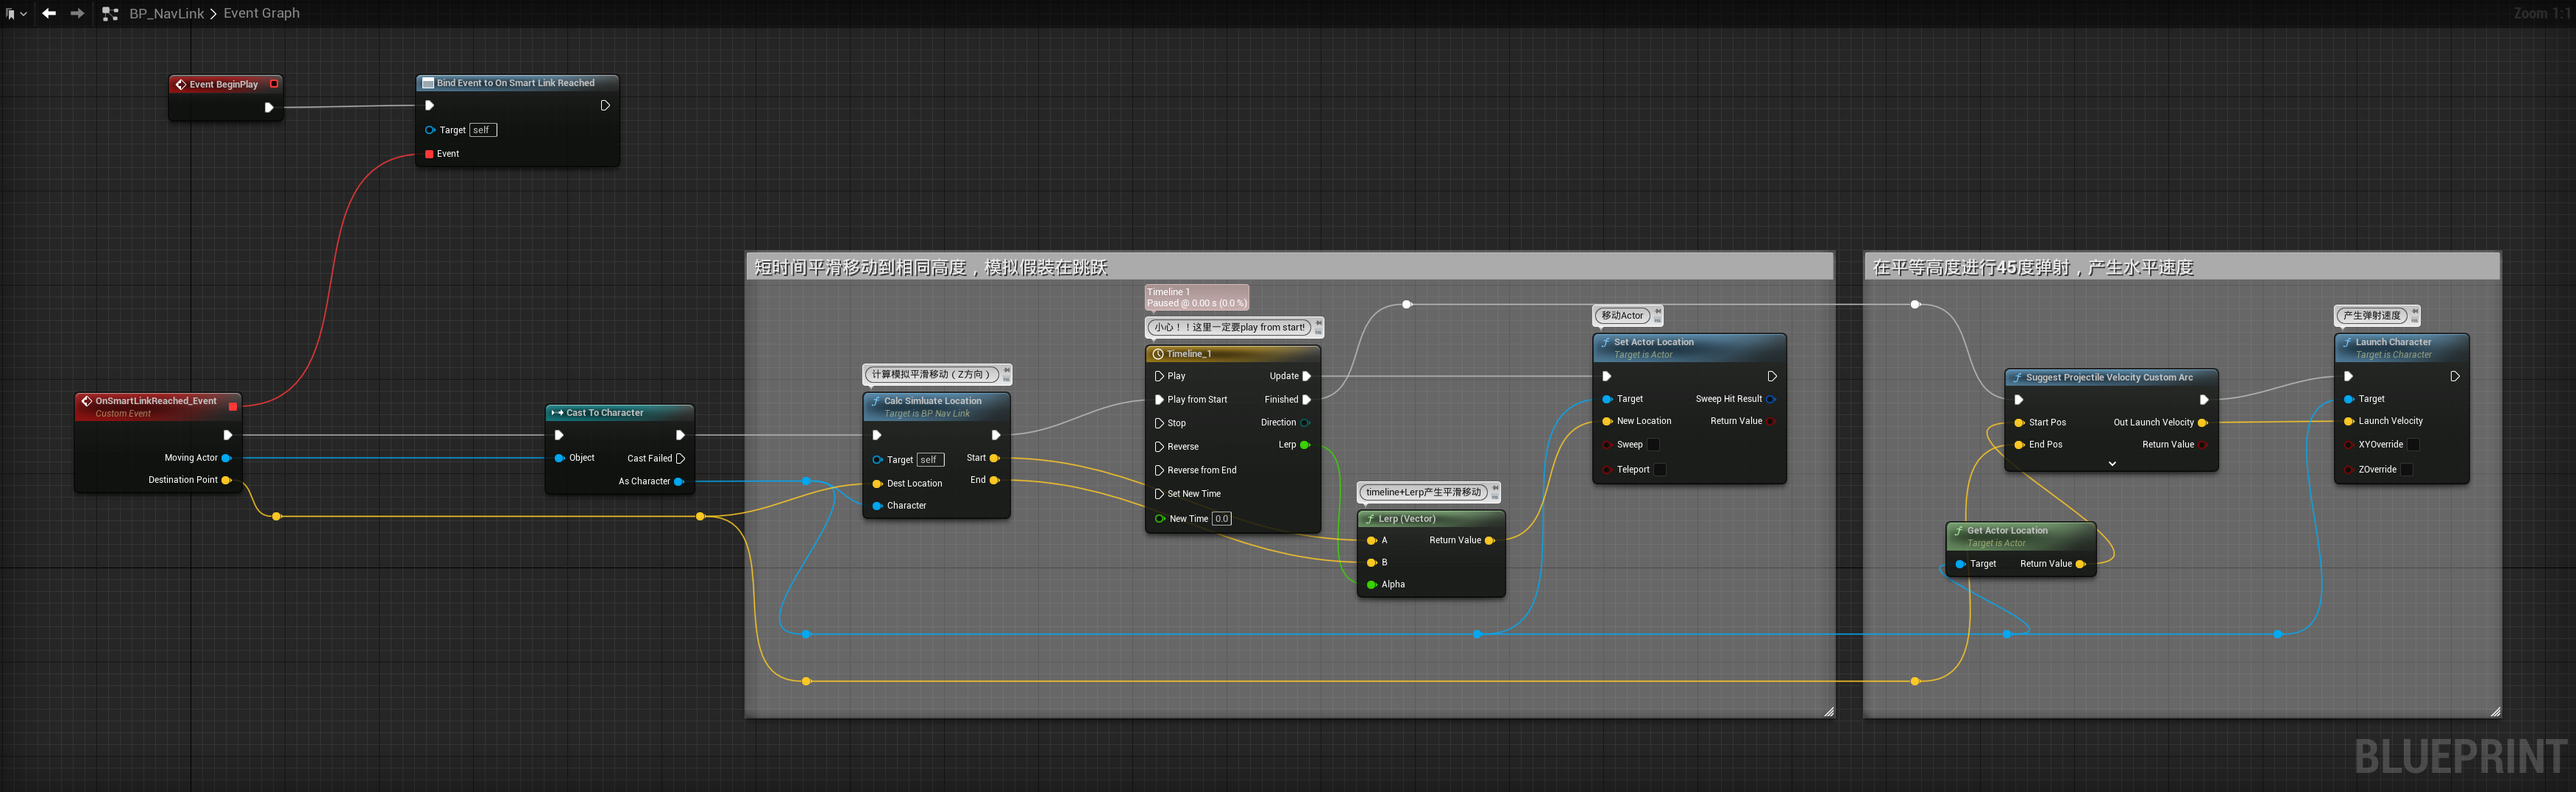 BP_NavLink > Event Graph
Zoom 1:1
Event BeginPlay
Bind Event to On Smart Link Reached
Target self
Event
OnSmartLinkReached_Event
Custom Event
Moving Actor
Destination Point
Cast To Character
Object
Cast Failed
As Character
短时间平滑移动到相同高度，模拟假装在跳跃
计算模拟平滑移动（Z方向）
Calc Simluate Location
Target is BP Nav Link
Target self
Start
Dest Location
End
Character
Timeline 1
Paused @ 0.00 s (0.0 %)
小心！！这里一定要play from start!
Timeline_1
Play
Update
Play from Start
Finished
Stop
Direction
Reverse
Lerp
Reverse from End
Set New Time
New Time 0.0
timeline+Lerp产生平滑移动
Lerp (Vector)
A
Return Value
B
Alpha
移动Actor
Set Actor Location
Target is Actor
Target
Sweep Hit Result
New Location
Return Value
Sweep
Teleport
在平等高度进行45度弹射，产生水平速度
Suggest Projectile Velocity Custom Arc
Start Pos
Out Launch Velocity
End Pos
Return Value
Get Actor Location
Target is Actor
Target
Return Value
产生弹射速度
Launch Character
Target is Character
Target
Launch Velocity
XYOverride
ZOverride
BLUEPRINT